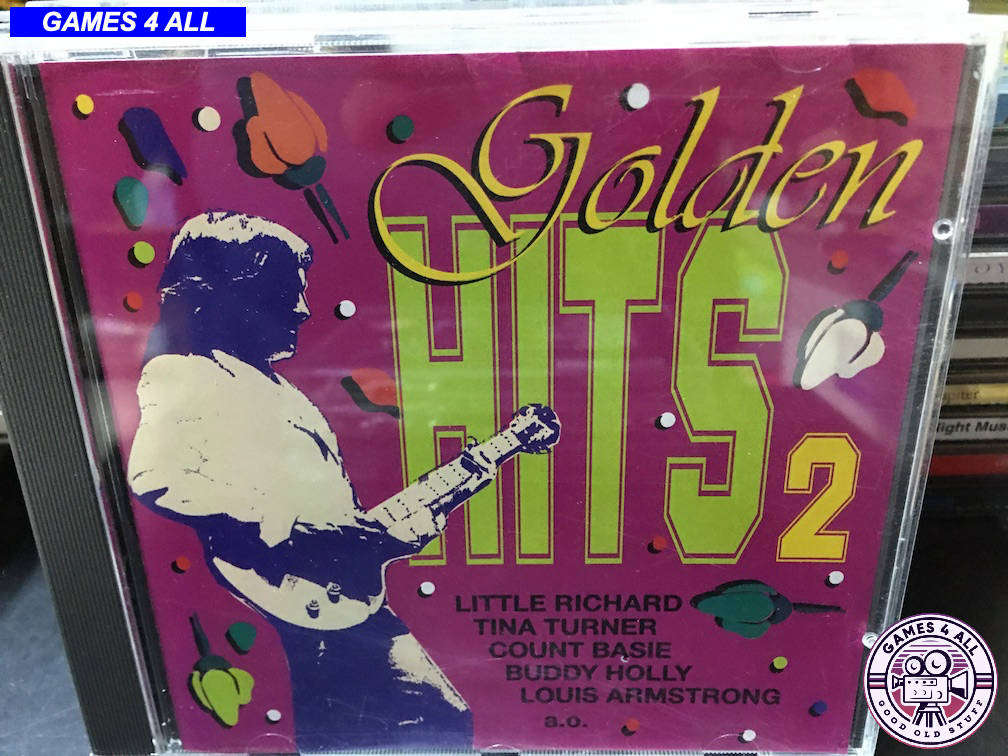 GAMES 4 ALL
Golden
HITS 2
LITTLE RICHARD
TINA TURNER
COUNT BASIE
BUDDY HOLLY
LOUIS ARMSTRONG
a.o.
GAMES 4 ALL
GOOD OLD STUFF